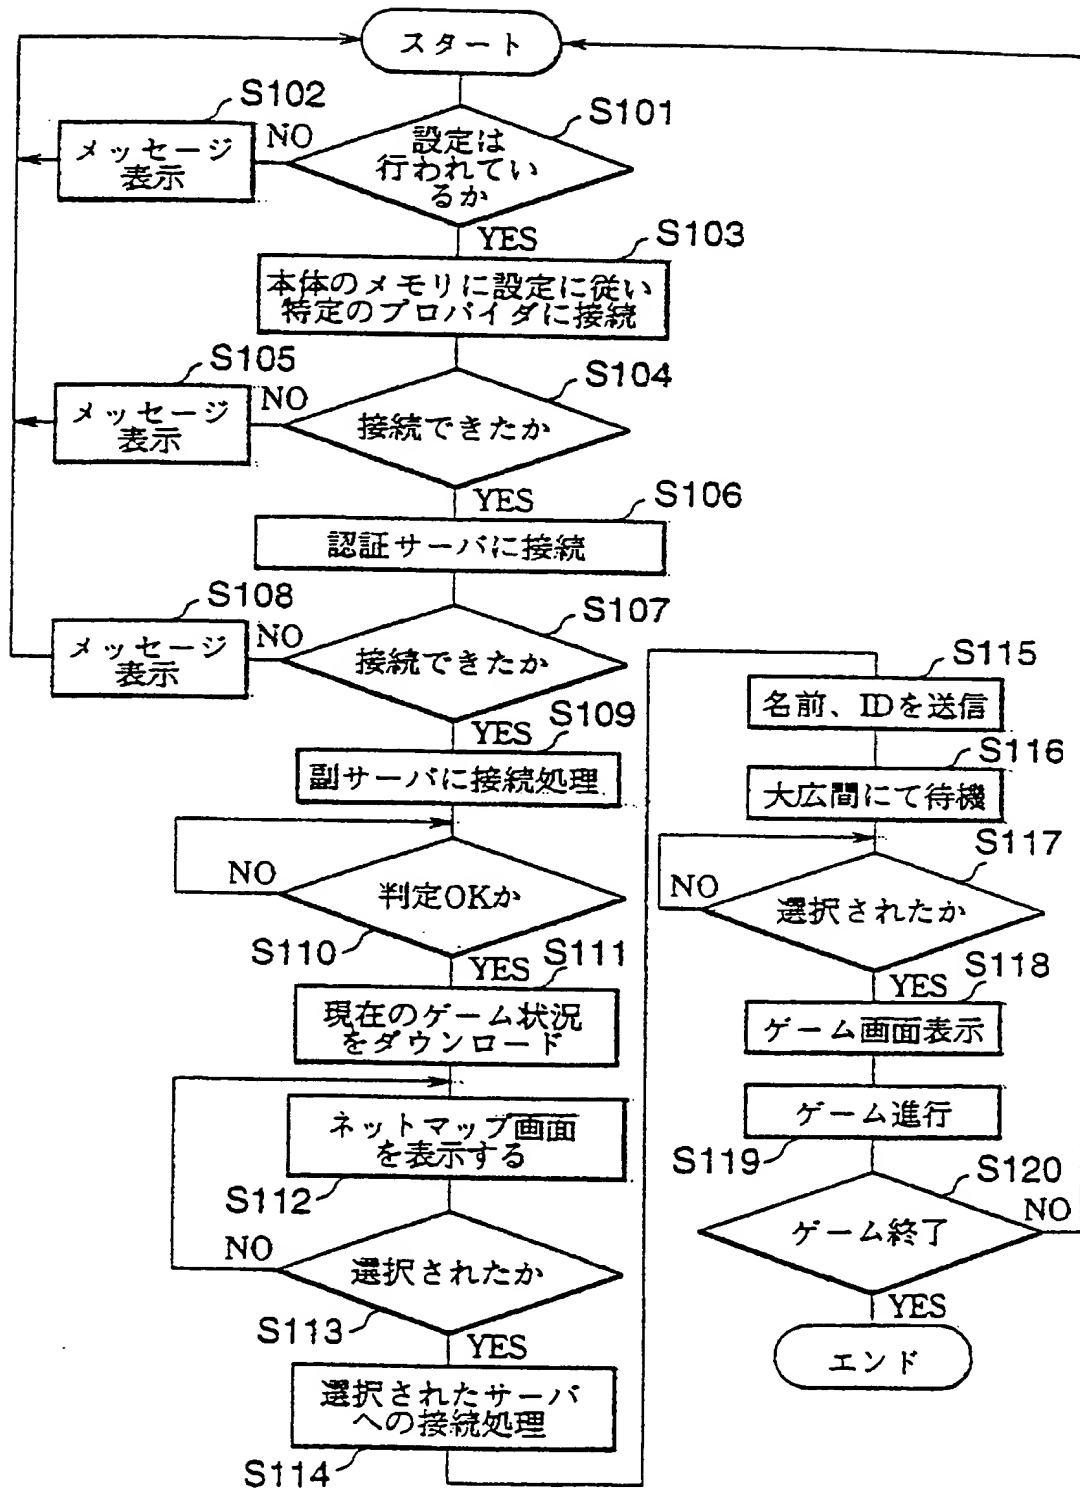 スタート
S102
S101
メッセージ
表示
NO
設定は
行われてい
るか
YES
S103
本体のメモリに設定に従い
特定のプロバイダに接続
S105
S104
メッセージ
表示
NO
接続できたか
YES
S106
認証サーバに接続
S108
S107
メッセージ
表示
NO
接続できたか
YES
S109
副サーバに接続処理
NO
判定OKか
S110
YES
S111
現在のゲーム状況
をダウンロード
ネットマップ画面
を表示する
S112
NO
選択されたか
S113
YES
選択されたサーバ
への接続処理
S114
S115
名前、IDを送信
S116
大広間にて待機
S117
NO
選択されたか
YES
S118
ゲーム画面表示
ゲーム進行
S119
S120
ゲーム終了
NO
YES
エンド